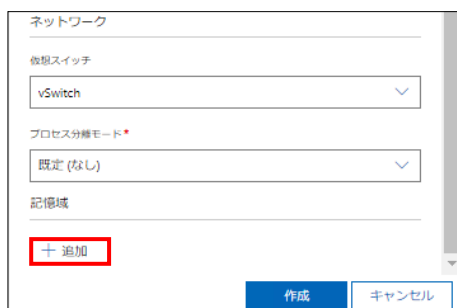 ネットワーク
仮想スイッチ
vSwitch
プロセス分離モード*
既定 (なし)
記憶域
＋ 追加
作成 キャンセル